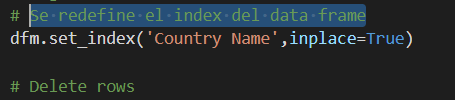 # Se redefine el index del data frame
dfm.set_index('Country Name',inplace=True)
# Delete rows